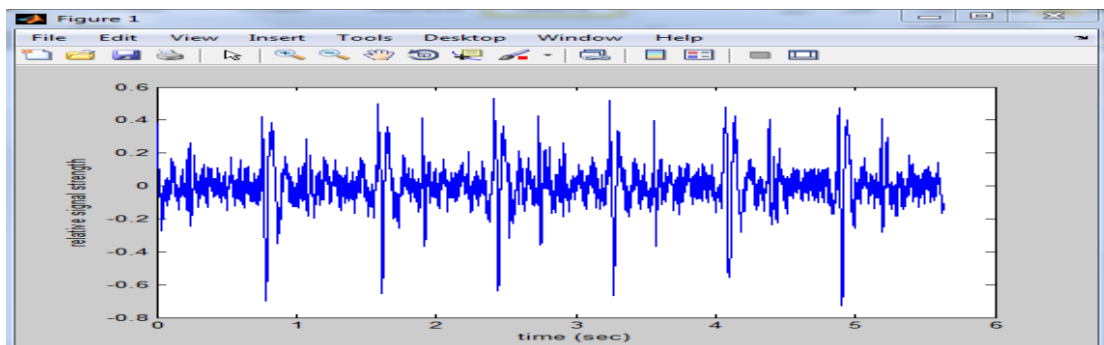 Figure 1
File Edit View Insert Tools Desktop Window Help
0.6
0.4
0.2
0
-0.2
-0.4
-0.6
-0.8
relative signal strength
0 1 2 3 4 5 6
time (sec)